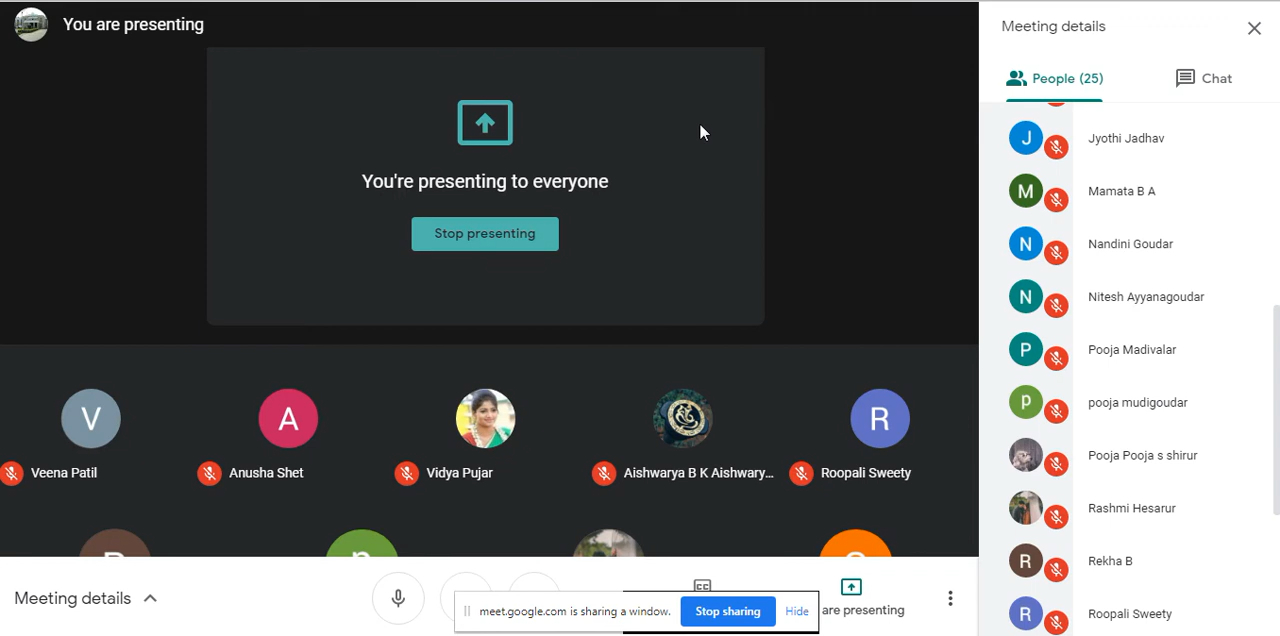 You are presenting
You're presenting to everyone
Stop presenting
V
A
R
Veena Patil
Anusha Shet
Vidya Pujar
Aishwarya B K Aishwary...
Roopali Sweety
Meeting details
meet.google.com is sharing a window.
Stop sharing
Hide
are presenting
Meeting details
People (25)
Chat
J
Jyothi Jadhav
M
Mamata B A
N
Nandini Goudar
N
Nitesh Ayyanagoudar
P
Pooja Madivalar
p
pooja mudigoudar
Pooja Pooja s shirur
Rashmi Hesarur
R
Rekha B
R
Roopali Sweety